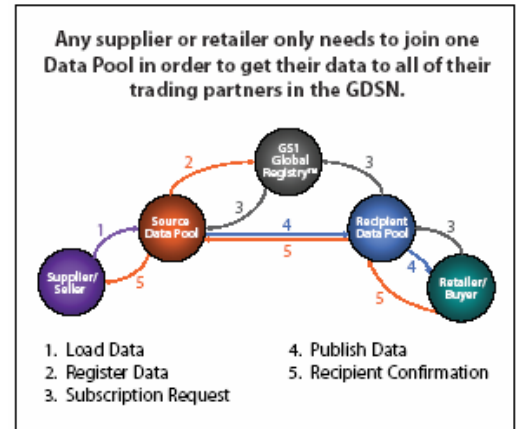 Any supplier or retailer only needs to join one
Data Pool in order to get their data to all of their
trading partners in the GDSN.
GS1
Global
Registry™
2
3
3
Source
Data Pool
4
5
Recipient
Data Pool
1
3
Supplier/
Seller
5
4
5
Retailer/
Buyer
1. Load Data
2. Register Data
3. Subscription Request
4. Publish Data
5. Recipient Confirmation